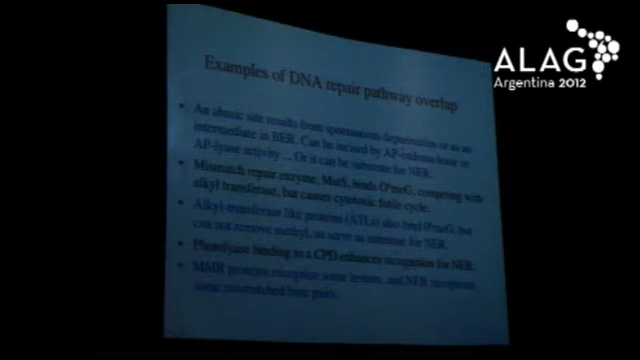 ALAG
Argentina 2012
Examples of DNA repair pathway overlap
• An abasic site results from spontaneous depurination or as an
intermediate in BER. Can be incised by AP-endonuclease or
AP-lyase activity ... Or it can be substrate for NER.
• Mismatch repair enzyme, MutS, binds O⁶meG, competing with
alkyl transferase, but causes cytotoxic futile cycle.
• Alkyl transferase like proteins (ATLs) also bind O⁶meG, but
can not remove methyl, so serve as for NER.
• Photolyase binding to a CPD enhances recognition for NER.
• MMR proteins recognize some lesions, and NER recognizes
some mismatched base pairs.